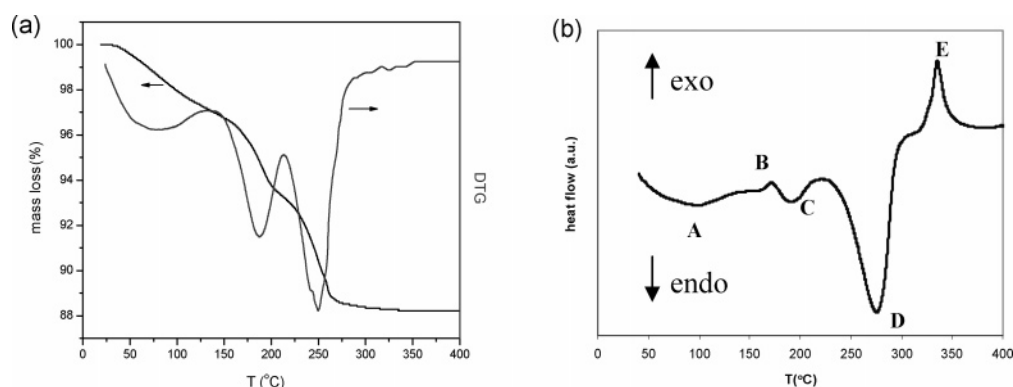 (a)
100
98
96
94
92
90
88
mass loss (%)
DTG
0 50 100 150 200 250 300 350 400
T (°C)
(b)
exo
endo
A
B
C
D
E
heat flow (a.u.)
0 50 100 150 200 250 300 350 400
T(°C)